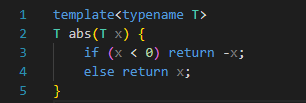 1 template<typename T>
2 T abs(T x) {
3     if (x < 0) return -x;
4     else return x;
5 }